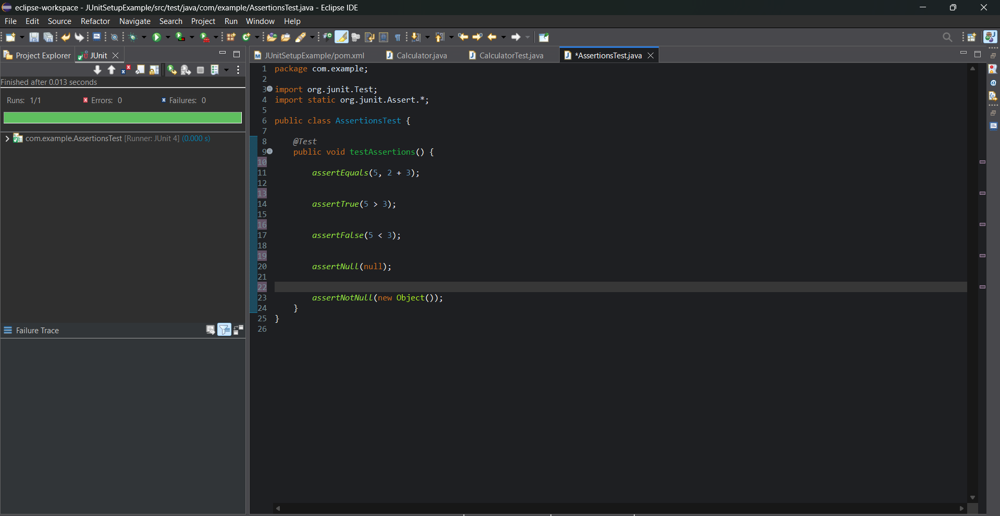 eclipse-workspace - JUnitSetupExample/src/test/java/com/example/AssertionsTest.java - Eclipse IDE
File Edit Source Refactor Navigate Search Project Run Window Help
Project Explorer JUnit
Finished after 0.013 seconds
Runs: 1/1 Errors: 0 Failures: 0
com.example.AssertionsTest [Runner: JUnit 4] (0.000 s)
Failure Trace
JUnitSetupExample/pom.xml Calculator.java CalculatorTest.java *AssertionsTest.java
1 package com.example;
2
3 import org.junit.Test;
4 import static org.junit.Assert.*;
5
6 public class AssertionsTest {
7
8     @Test
9     public void testAssertions() {
10
11         assertEquals(5, 2 + 3);
12
13
14         assertTrue(5 > 3);
15
16
17         assertFalse(5 < 3);
18
19
20         assertNull(null);
21
22
23         assertNotNull(new Object());
24     }
25 }
26